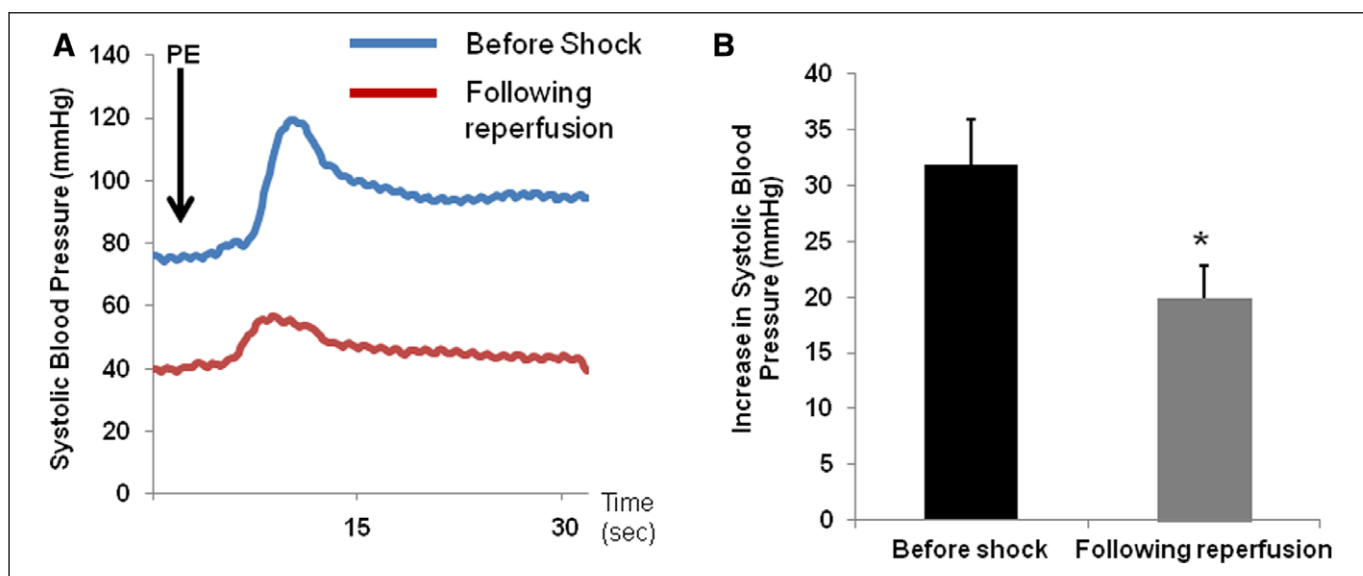 A
PE
Before Shock
Following
reperfusion
Systolic Blood Pressure (mmHg)
140
120
100
80
60
40
20
0
15
30
Time
(sec)
B
Increase in Systolic Blood
Pressure (mmHg)
40
35
30
25
20
15
10
5
0
*
Before shock
Following reperfusion